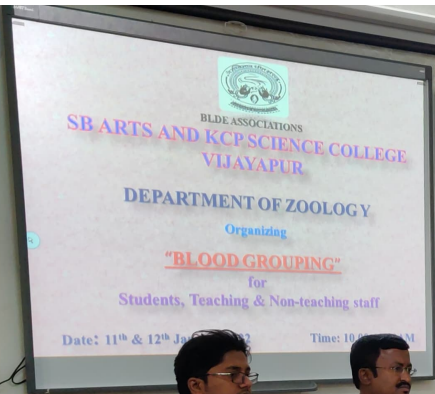 BLDE ASSOCIATIONS
SB ARTS AND KCP SCIENCE COLLEGE
VIJAYAPUR
DEPARTMENT OF ZOOLOGY
Organizing
"BLOOD GROUPING"
for
Students, Teaching & Non-teaching staff
Date: 11th & 12th
Time: